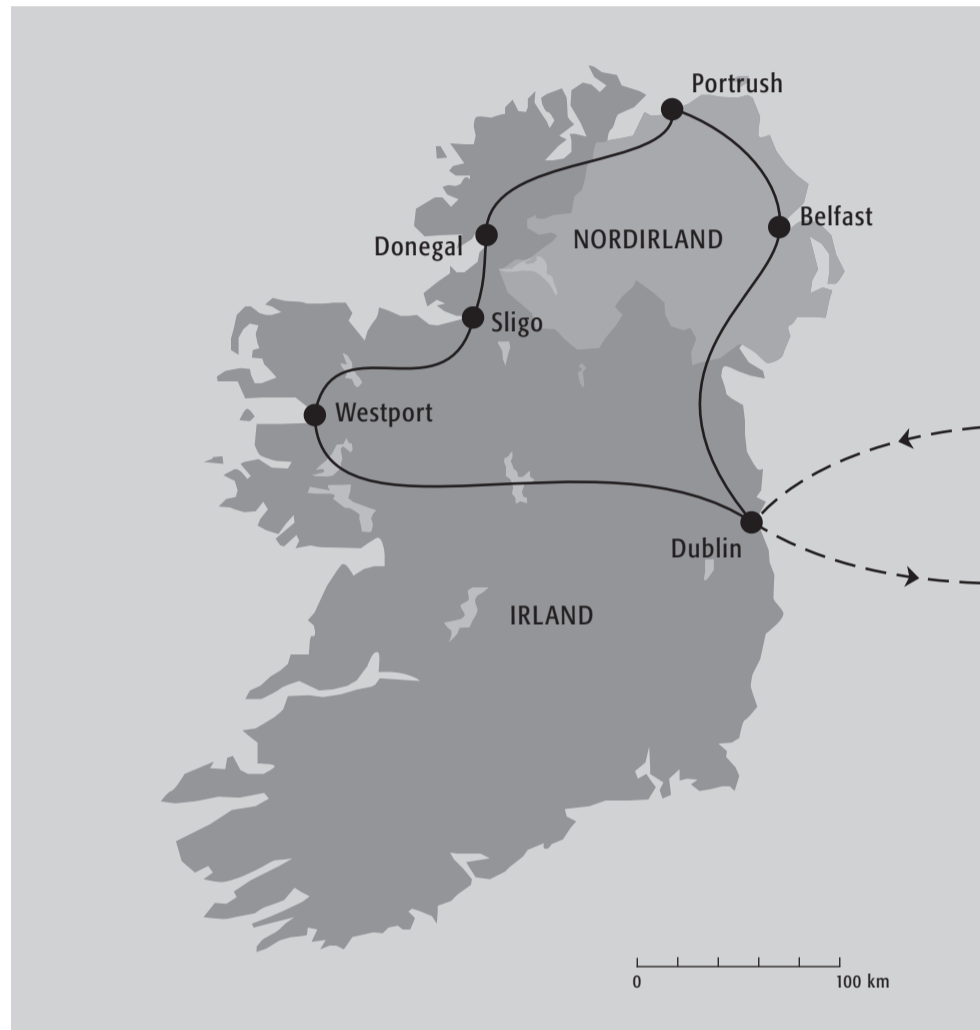 Portrush
Belfast
NORDIRLAND
Donegal
Sligo
Westport
Dublin
IRLAND
0 100 km